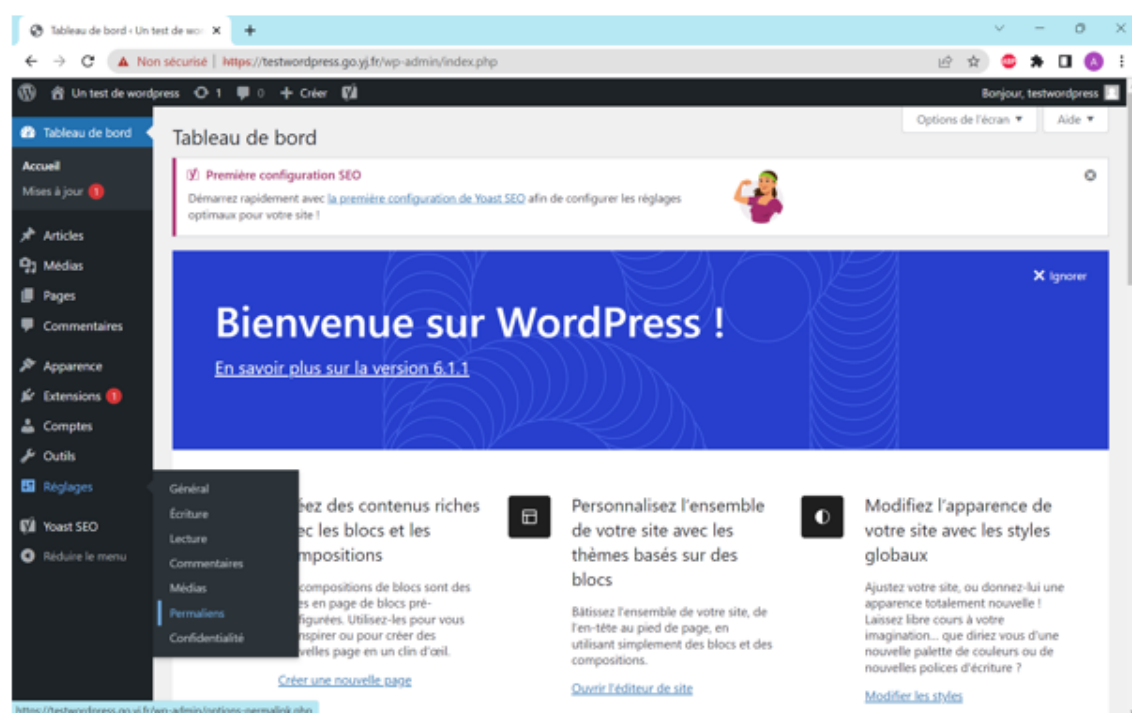 Tableau de bord ‹ Un test de wor
Non sécurisé | https://testwordpress.go.yj.fr/wp-admin/index.php
A
Un test de wordpress 1 0 + Créer
Bonjour, testwordpress
Options de l'écran ▼ Aide ▼
Tableau de bord
Accueil
Mises à jour 1
Articles
Médias
Pages
Commentaires
Apparence
Extensions 1
Comptes
Outils
Réglages
Yoast SEO
Réduire le menu
Général
Écriture
Lecture
Commentaires
Médias
Permaliens
Confidentialité
Tableau de bord
Première configuration SEO
Démarrez rapidement avec la première configuration de Yoast SEO afin de configurer les réglages
optimaux pour votre site !
Ignorer
Bienvenue sur WordPress !
En savoir plus sur la version 6.1.1
éez des contenus riches
ec les blocs et les
mpositions
compositions de blocs sont des
es en page de blocs pré-
figurées. Utilisez-les pour vous
nspirer ou pour créer des
velles page en un clin d'œil.
Créer une nouvelle page
Personnalisez l'ensemble
de votre site avec les
thèmes basés sur des
blocs
Bâtissez l'ensemble de votre site, de
l'en-tête au pied de page, en
utilisant simplement des blocs et des
compositions.
Ouvrir l'éditeur de site
Modifiez l'apparence de
votre site avec les styles
globaux
Ajustez votre site, ou donnez-lui une
apparence totalement nouvelle !
Laissez libre cours à votre
imagination... que diriez vous d'une
nouvelle palette de couleurs ou de
nouvelles polices d'écriture ?
Modifier les styles
https://testwordpress.go.yj.fr/wp-admin/options-permalink.php